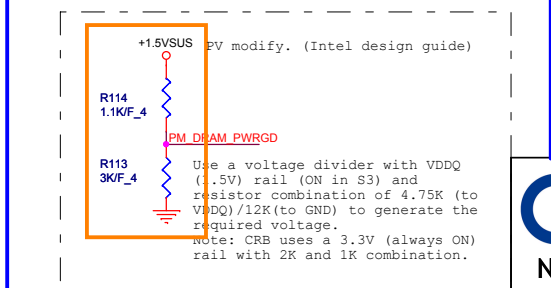 +1.5VSUS
PV modify. (Intel design guide)
R114
1.1K/F_4
PM_DRAM_PWRGD
R113
3K/F_4
Use a voltage divider with VDDQ
(1.5V) rail (ON in S3) and
resistor combination of 4.75K (to
VDDQ)/12K(to GND) to generate the
required voltage.
Note: CRB uses a 3.3V (always ON)
rail with 2K and 1K combination.
N